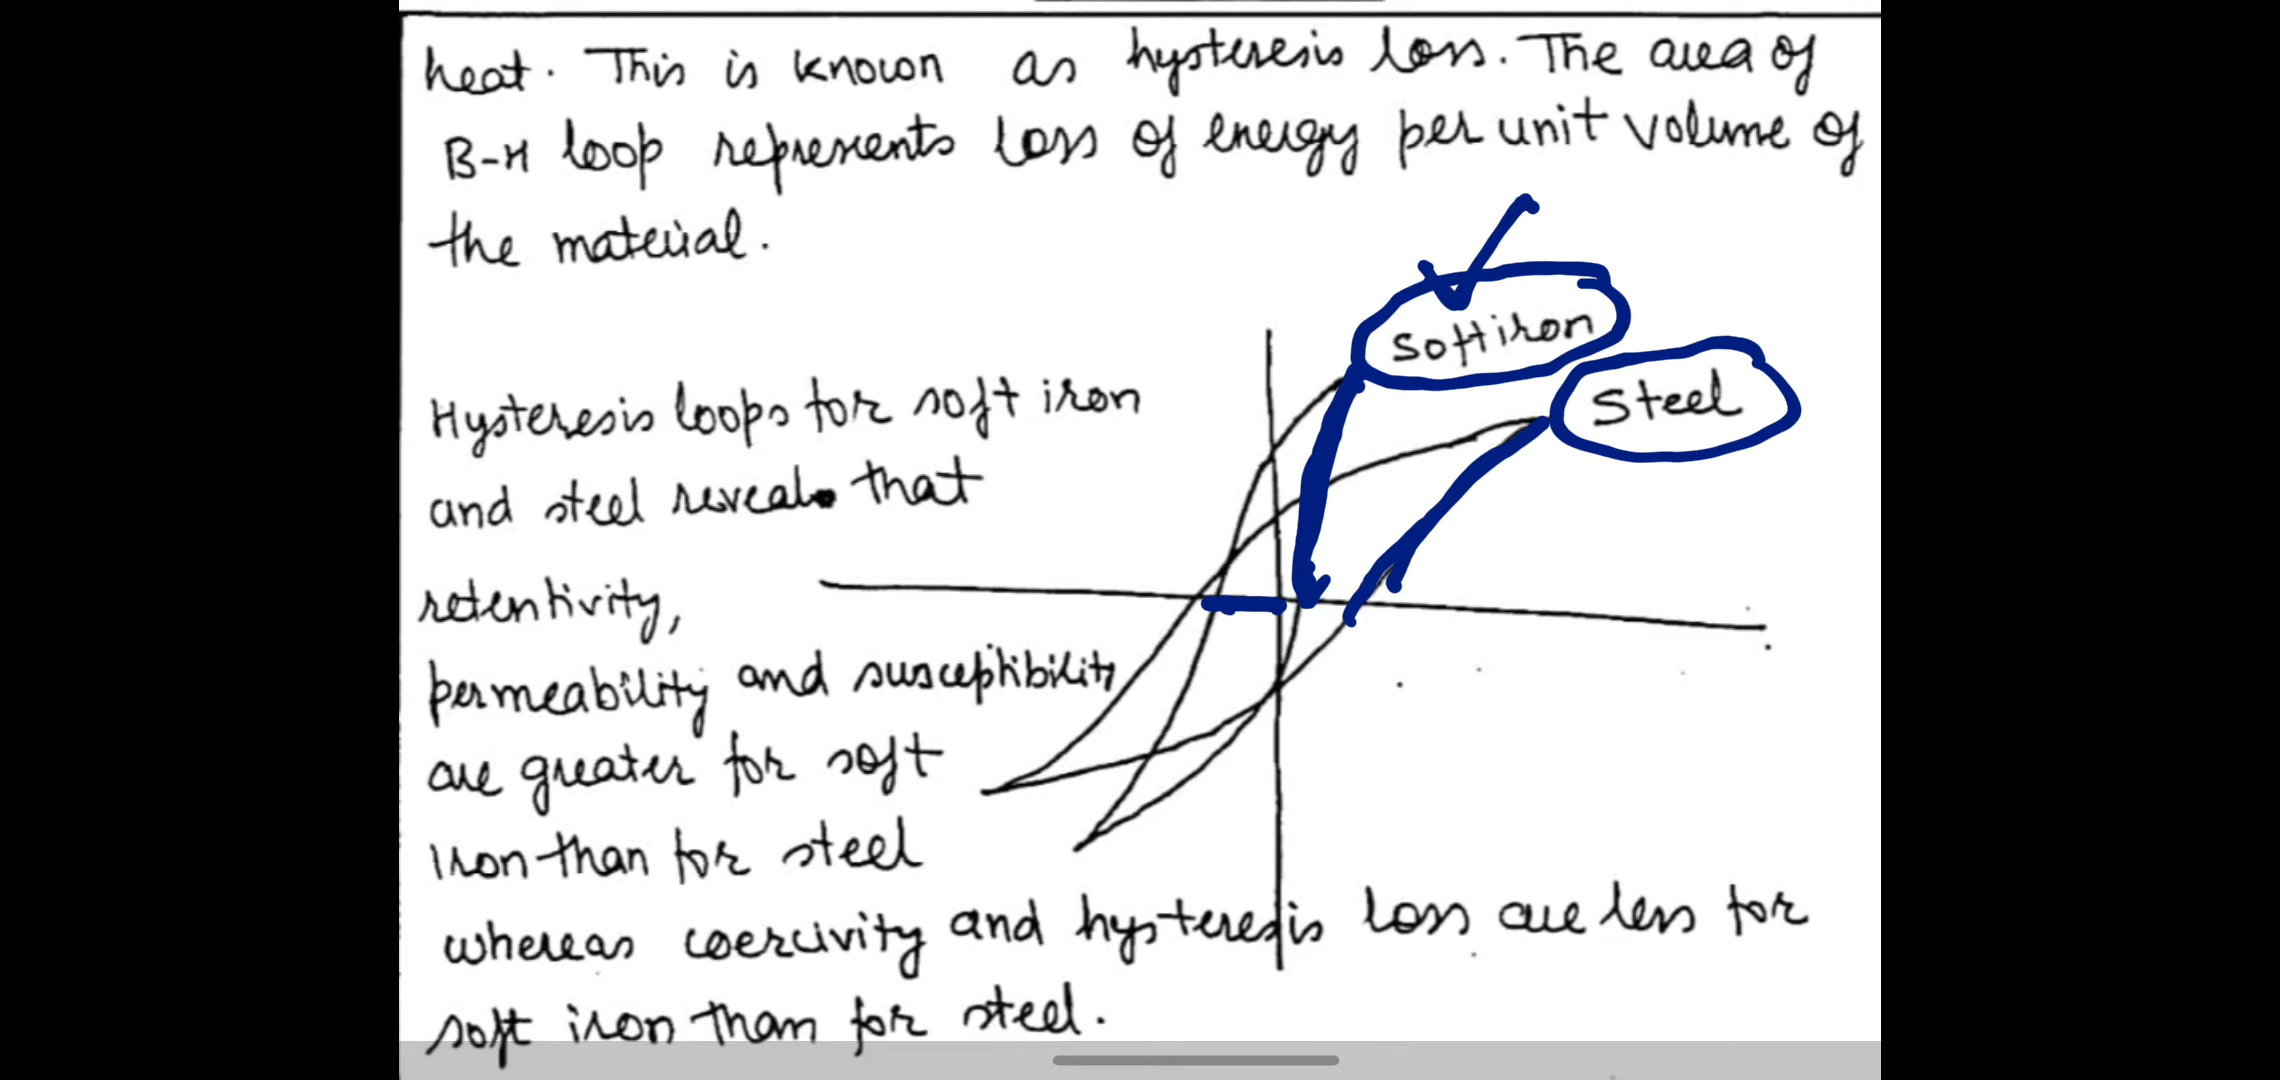 heat. This is known as hysteresis loss. The area of
B-H loop represents loss of energy per unit volume of
the material.
Soft iron
Steel
Hysteresis loops for soft iron
and steel reveal that
retentivity,
permeability and susceptibility
are greater for soft
iron than for steel
whereas coercivity and hysteresis loss are less for
soft iron than for steel.